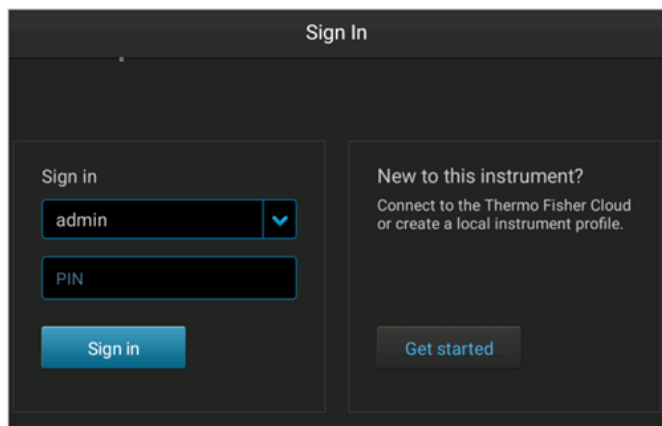 Sign In
Sign in
admin
PIN
Sign in
New to this instrument?
Connect to the Thermo Fisher Cloud
or create a local instrument profile.
Get started